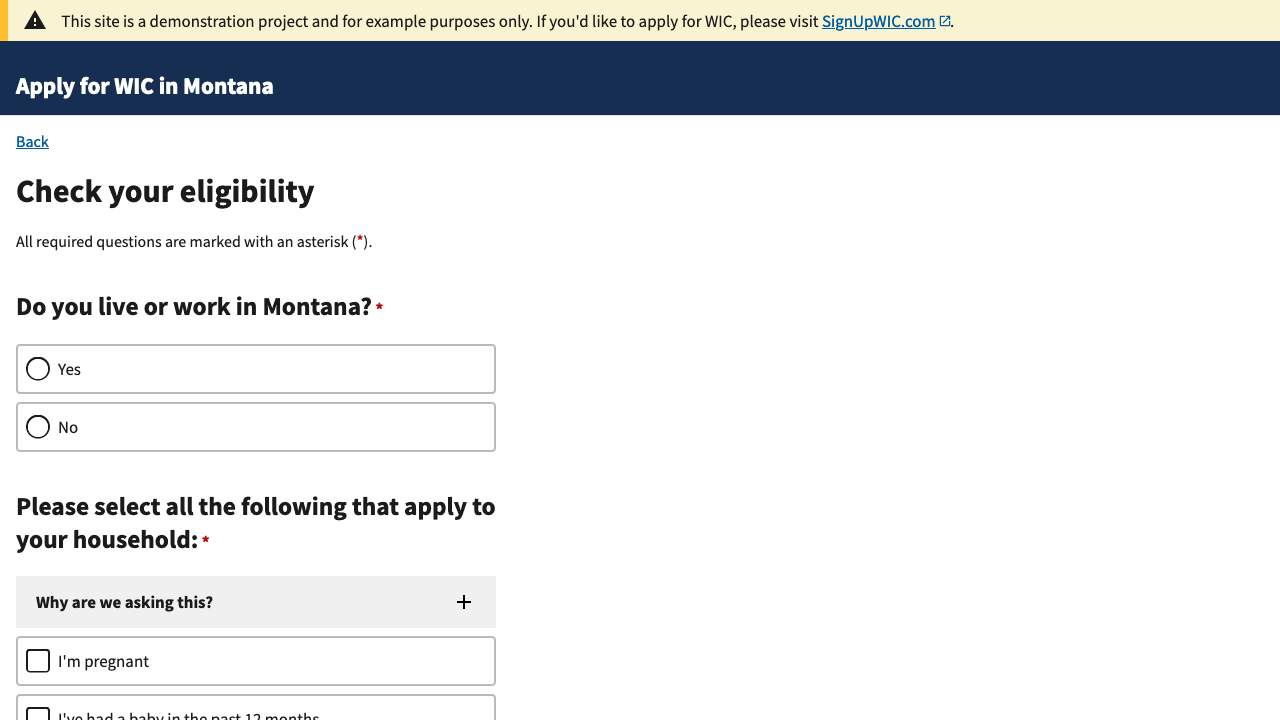 This site is a demonstration project and for example purposes only. If you'd like to apply for WIC, please visit SignUpWIC.com.
Apply for WIC in Montana
Back
Check your eligibility
All required questions are marked with an asterisk (*).
Do you live or work in Montana? *
Yes
No
Please select all the following that apply to
your household: *
Why are we asking this?
I'm pregnant
I've had a baby in the past 12 months